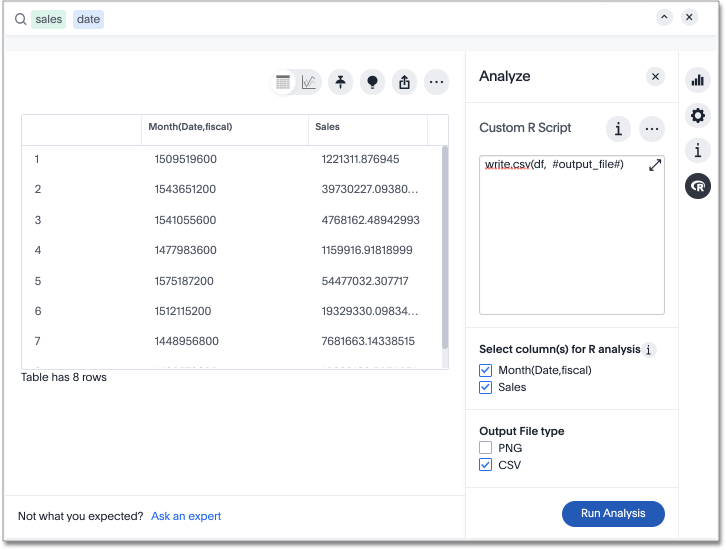 sales date
Analyze
Custom R Script
write.csv(df, #output_file#)
Month(Date,fiscal) Sales
1 1509519600 1221311.876945
2 1543651200 39730227.09380...
3 1541055600 4768162.48942993
4 1477983600 1159916.91818999
5 1575187200 54477032.307717
6 1512115200 19329330.09834...
7 1448956800 7681663.14338515
Table has 8 rows
Select column(s) for R analysis
Month(Date,fiscal)
Sales
Output File type
PNG
CSV
Not what you expected? Ask an expert
Run Analysis